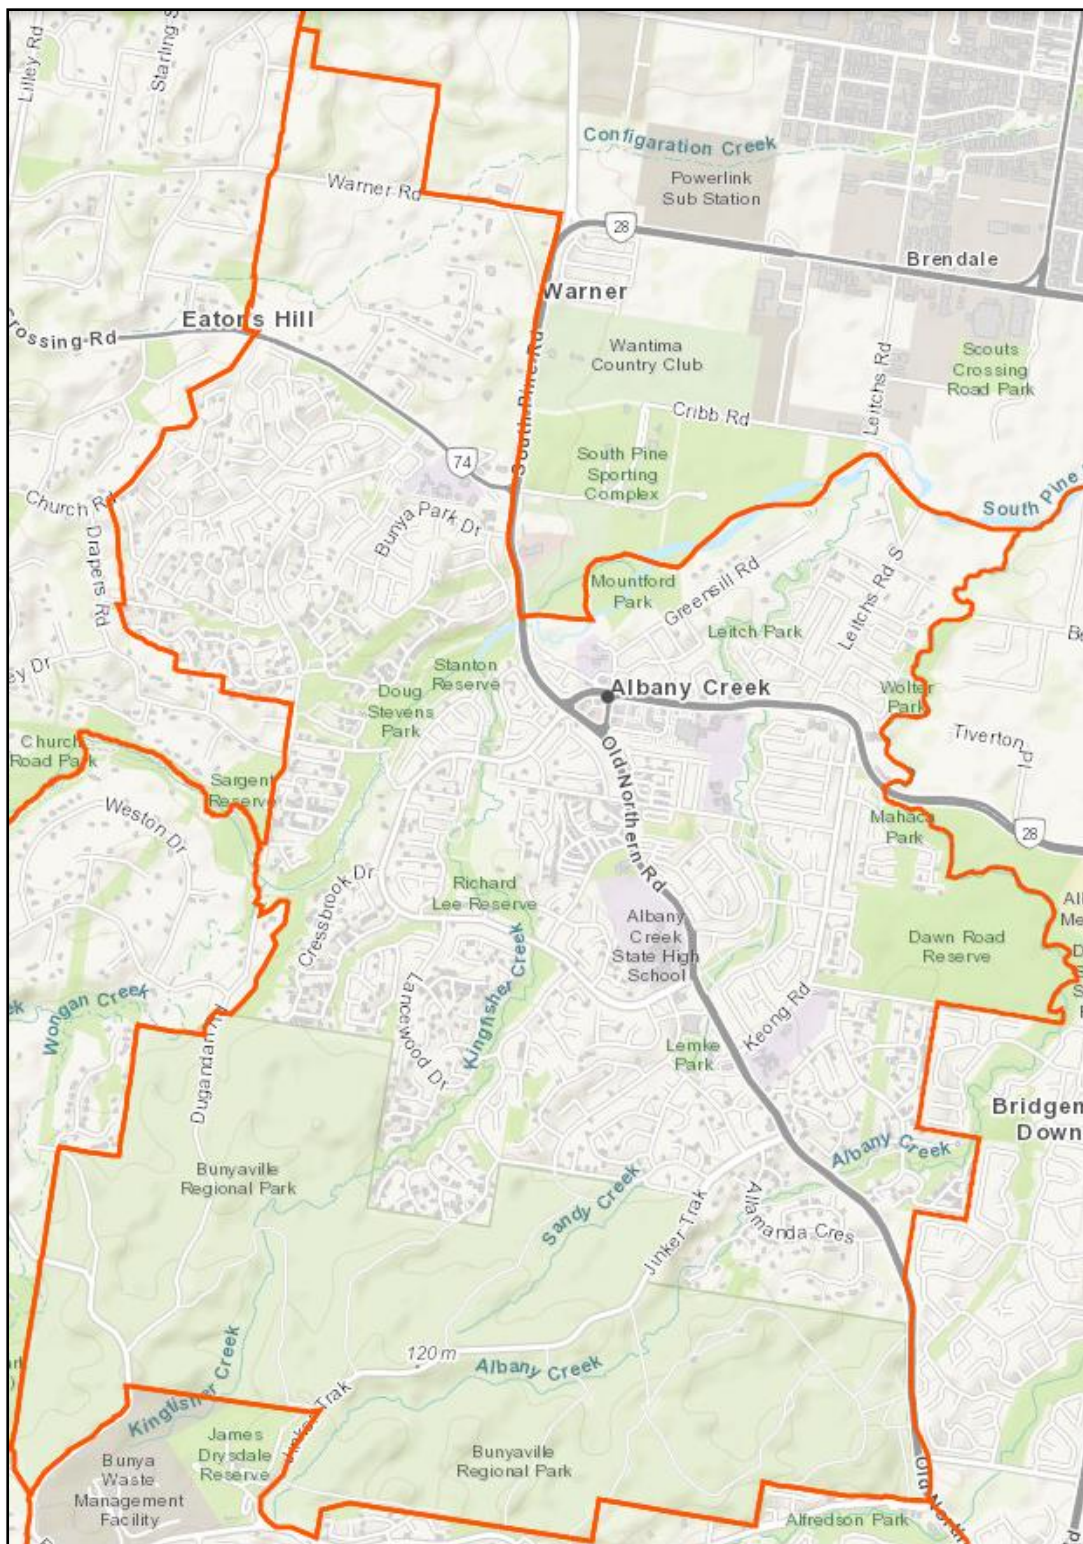 Lilley Rd
Starling S
Configaration Creek
Powerlink
Sub Station
Warner Rd
28
Brendale
Warner
Eatons Hill
Crossing Rd
Wantima
Country Club
Scouts
Crossing
Road Park
South Pine Rd
Leitchs Rd
Cribb Rd
74
South Pine
Sporting
Complex
Church Rd
South Pine
Bunya Park Dr
Drapers Rd
Mountford
Park
Greensill Rd
Leitchs Rd S
Leitch Park
ey Dr
Stanton
Reserve
Doug
Stevens
Park
Albany Creek
Wolter
Park
Church
Road Park
Tiverton
Sargent
Reserve
Old Northern Rd
Weston Dr
Mahaca
Park
28
Cressbrook Dr
Richard
Lee Reserve
Albany
Creek
State High
School
Dawn Road
Reserve
Kingfisher Creek
Lancewood Dr
Wongan Creek
Keong Rd
Lemke
Park
Dugandan Rd
Bridgen
Down
Albany Creek
Bunyaville
Regional Park
Sandy Creek
Junker Trak
Allamanda Cres
120 m
Albany Creek
Kingfisher Creek
Junker Trak
James
Drysdale
Reserve
Bunya
Waste
Management
Facility
Bunyaville
Regional Park
Old North
Alfredson Park